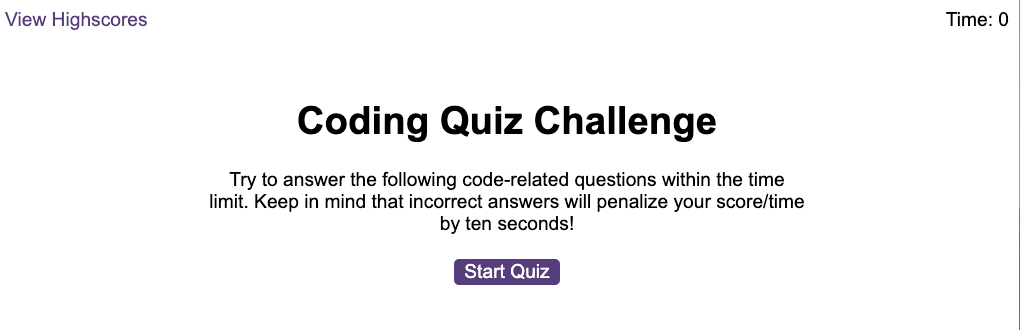 View Highscores
Time: 0
Coding Quiz Challenge
Try to answer the following code-related questions within the time
limit. Keep in mind that incorrect answers will penalize your score/time
by ten seconds!
Start Quiz